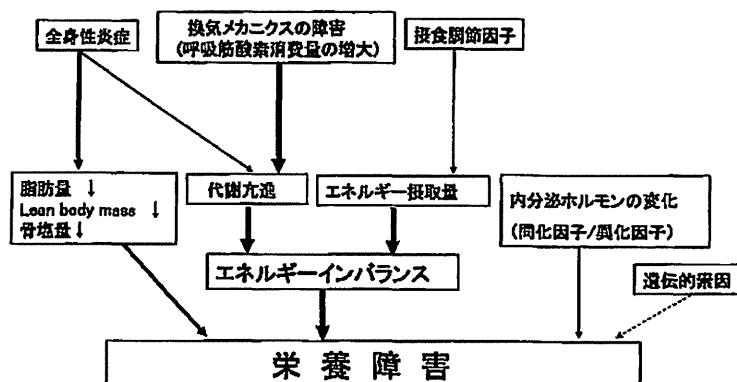 全身性炎症
換気メカニクスの障害
(呼吸筋酸素消費量の増大)
摂食調節因子
脂肪量 ↓
Lean body mass ↓
骨塩量↓
代謝亢進
エネルギー摂取量
内分泌ホルモンの変化
(同化因子/異化因子)
エネルギーインバランス
遺伝的素因
栄養障害